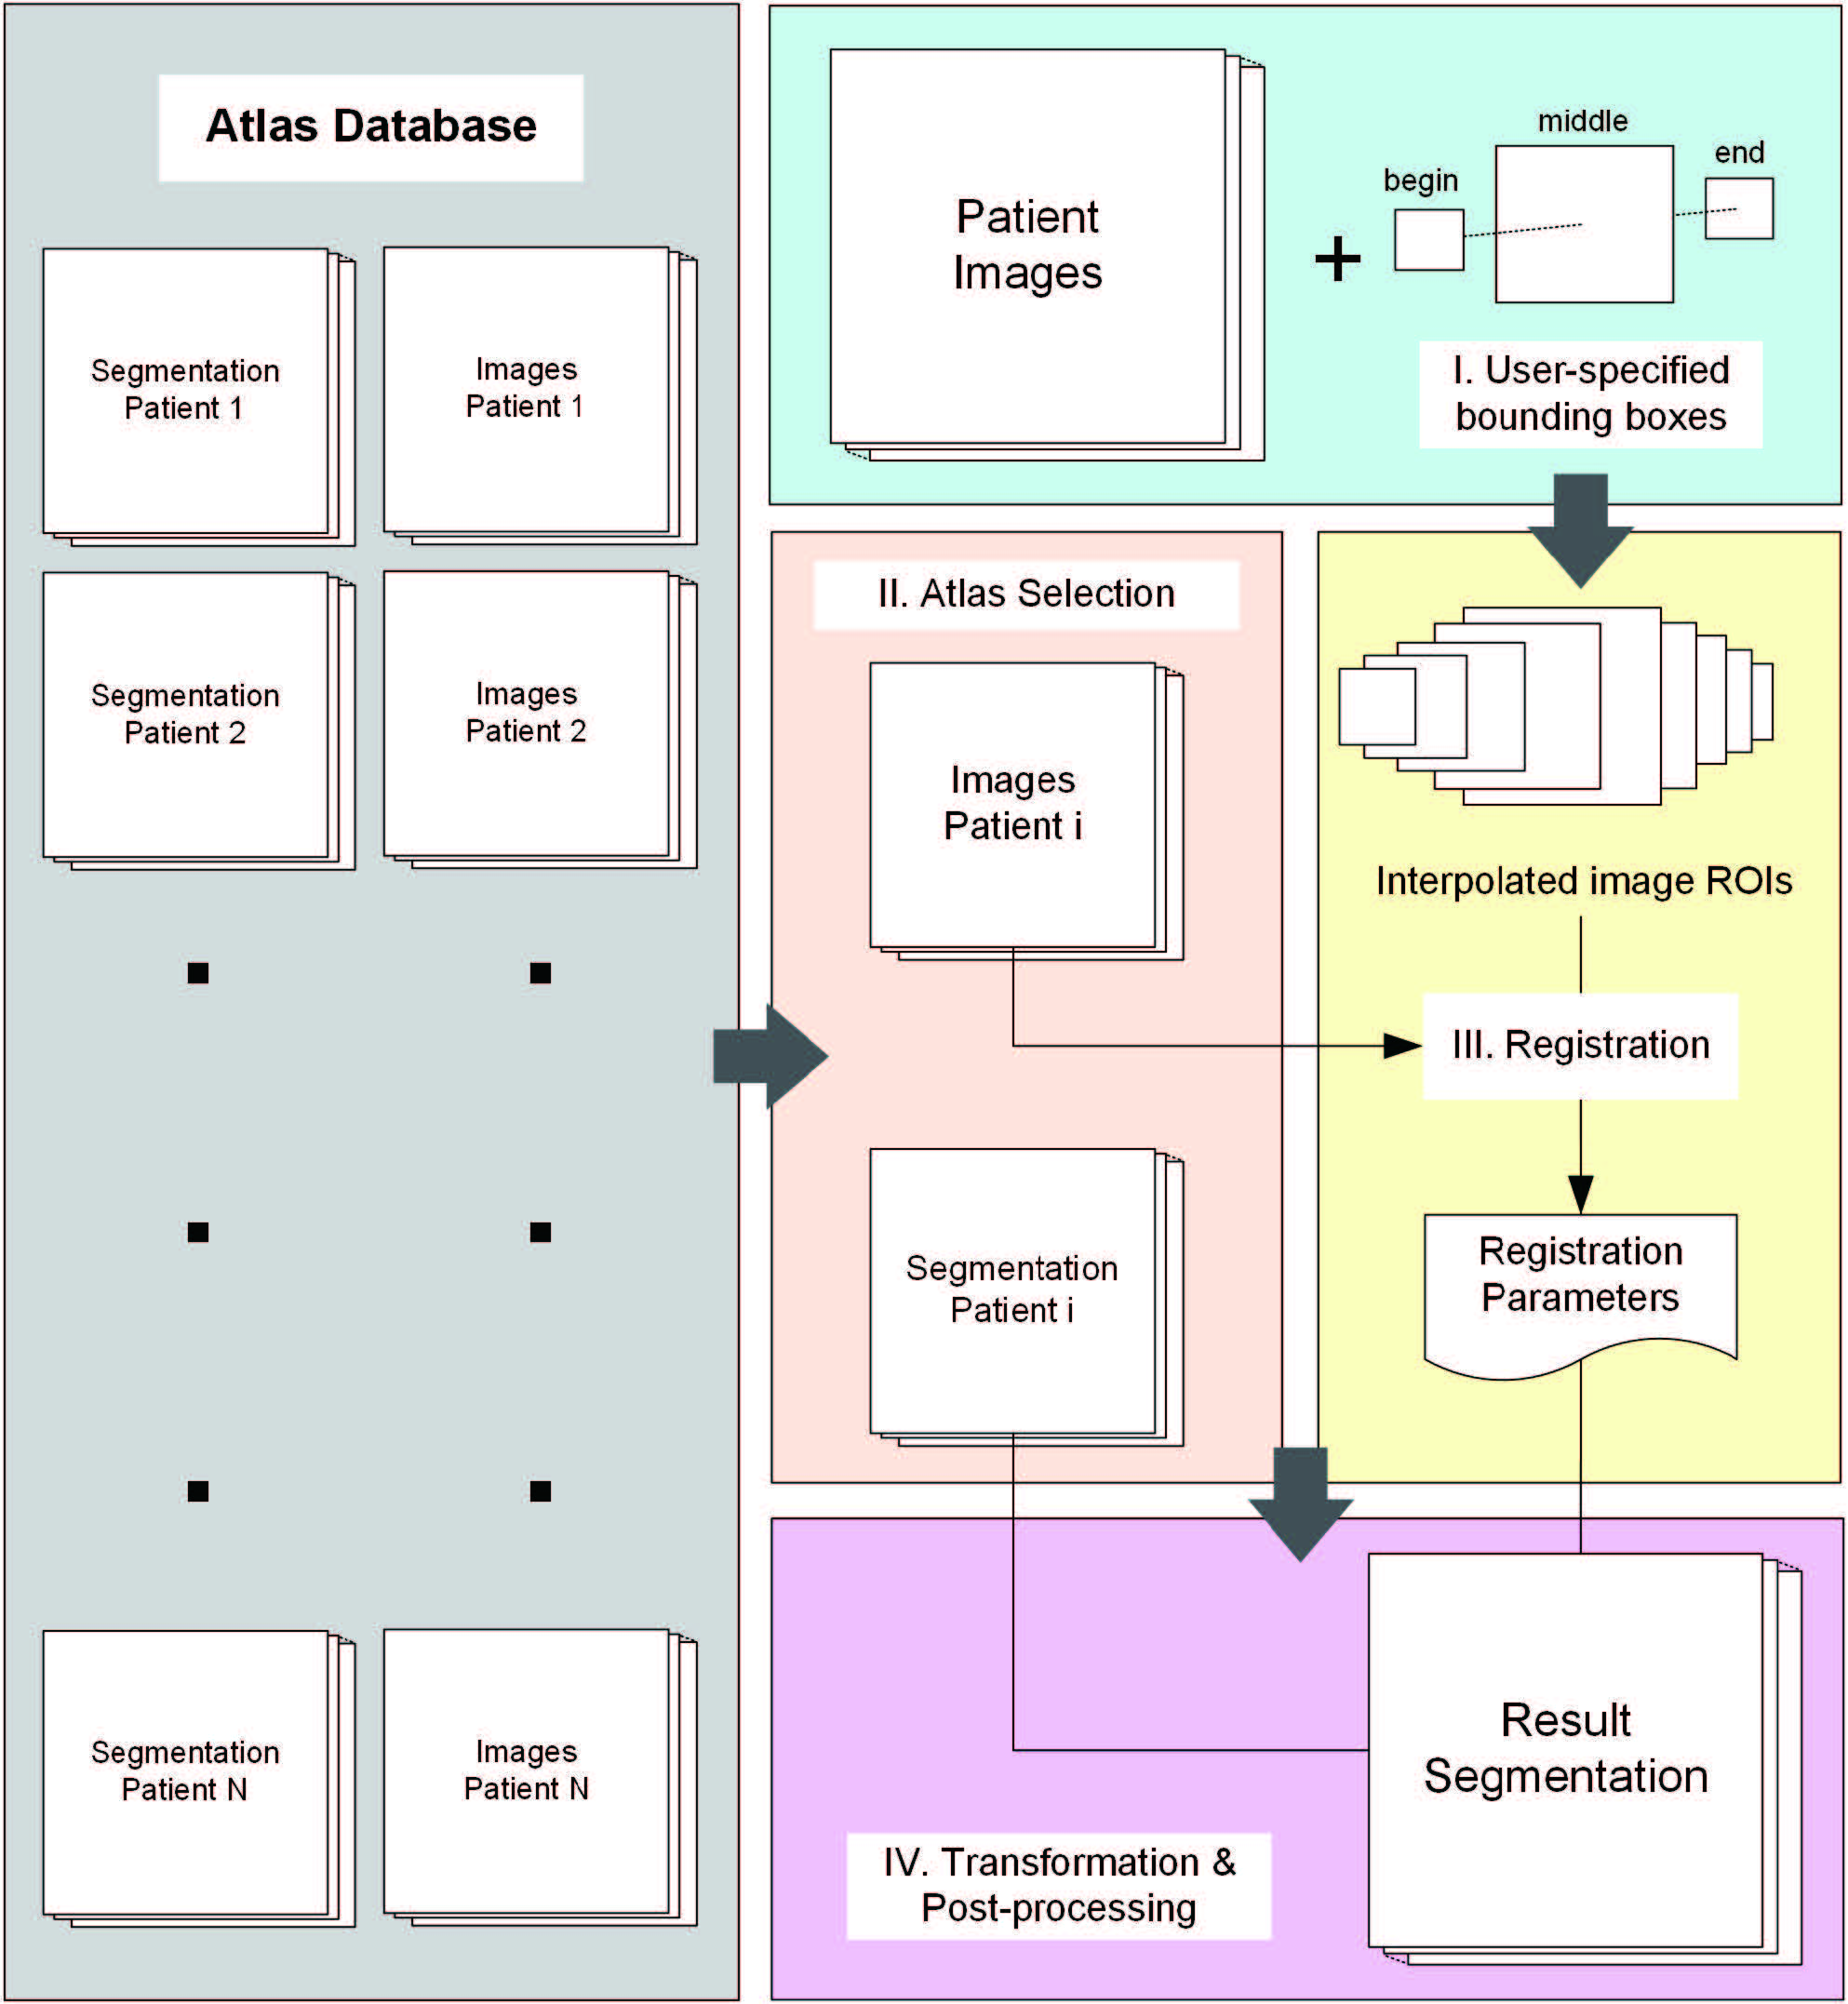 Atlas Database
Segmentation
Patient 1
Images
Patient 1
Segmentation
Patient 2
Images
Patient 2
Segmentation
Patient N
Images
Patient N
Patient
Images
+
begin
middle
end
I. User-specified
bounding boxes
II. Atlas Selection
Images
Patient i
Segmentation
Patient i
Interpolated image ROIs
III. Registration
Registration
Parameters
Result
Segmentation
IV. Transformation &
Post-processing